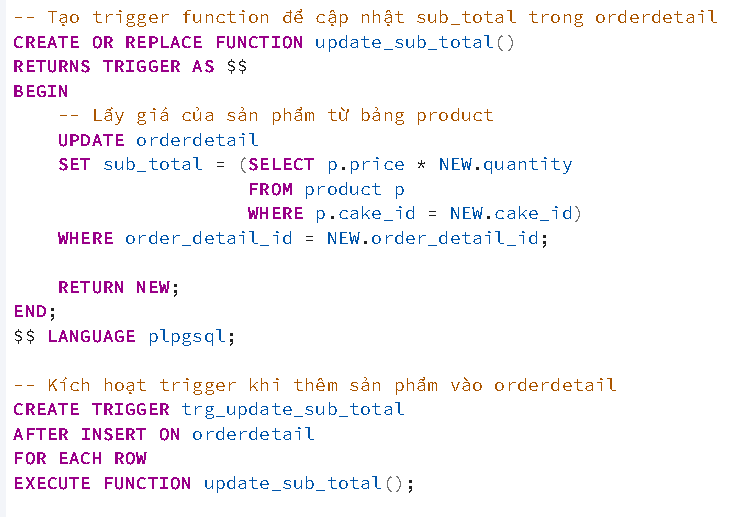 -- Tạo trigger function để cập nhật sub_total trong orderdetail
CREATE OR REPLACE FUNCTION update_sub_total()
RETURNS TRIGGER AS $$
BEGIN
    -- Lấy giá của sản phẩm từ bảng product
    UPDATE orderdetail
    SET sub_total = (SELECT p.price * NEW.quantity
                     FROM product p
                     WHERE p.cake_id = NEW.cake_id)
    WHERE order_detail_id = NEW.order_detail_id;

    RETURN NEW;
END;
$$ LANGUAGE plpgsql;

-- Kích hoạt trigger khi thêm sản phẩm vào orderdetail
CREATE TRIGGER trg_update_sub_total
AFTER INSERT ON orderdetail
FOR EACH ROW
EXECUTE FUNCTION update_sub_total();